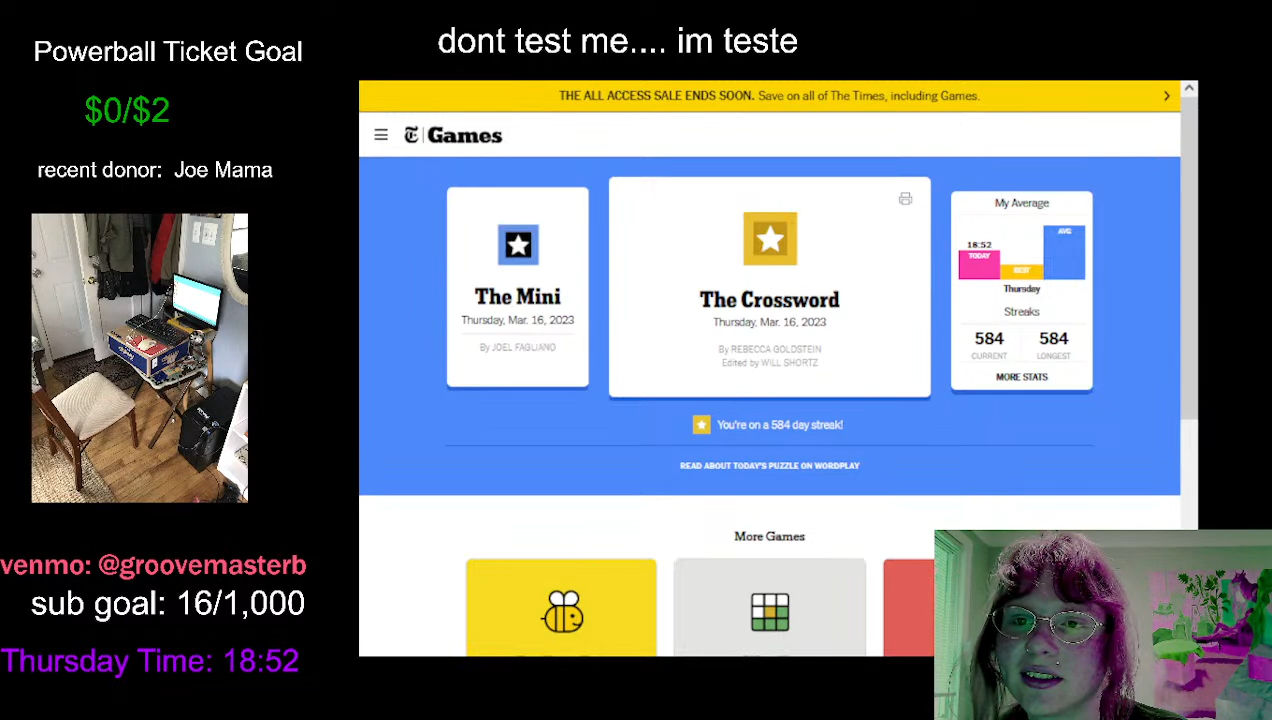 Powerball Ticket Goal
$0/$2
recent donor: Joe Mama
venmo: @groovemasterb
sub goal: 16/1,000
Thursday Time: 18:52
dont test me.... im teste
THE ALL ACCESS SALE ENDS SOON. Save on all of The Times, including Games.
T Games
The Mini
Thursday, Mar. 16, 2023
By JOEL FAGLIANO
The Crossword
Thursday, Mar. 16, 2023
By REBECCA GOLDSTEIN
Edited by WILL SHORTZ
My Average
18:52
TODAY
BEST
AVG
Thursday
Streaks
584
CURRENT
584
LONGEST
MORE STATS
You're on a 584 day streak!
READ ABOUT TODAY'S PUZZLE ON WORDPLAY
More Games